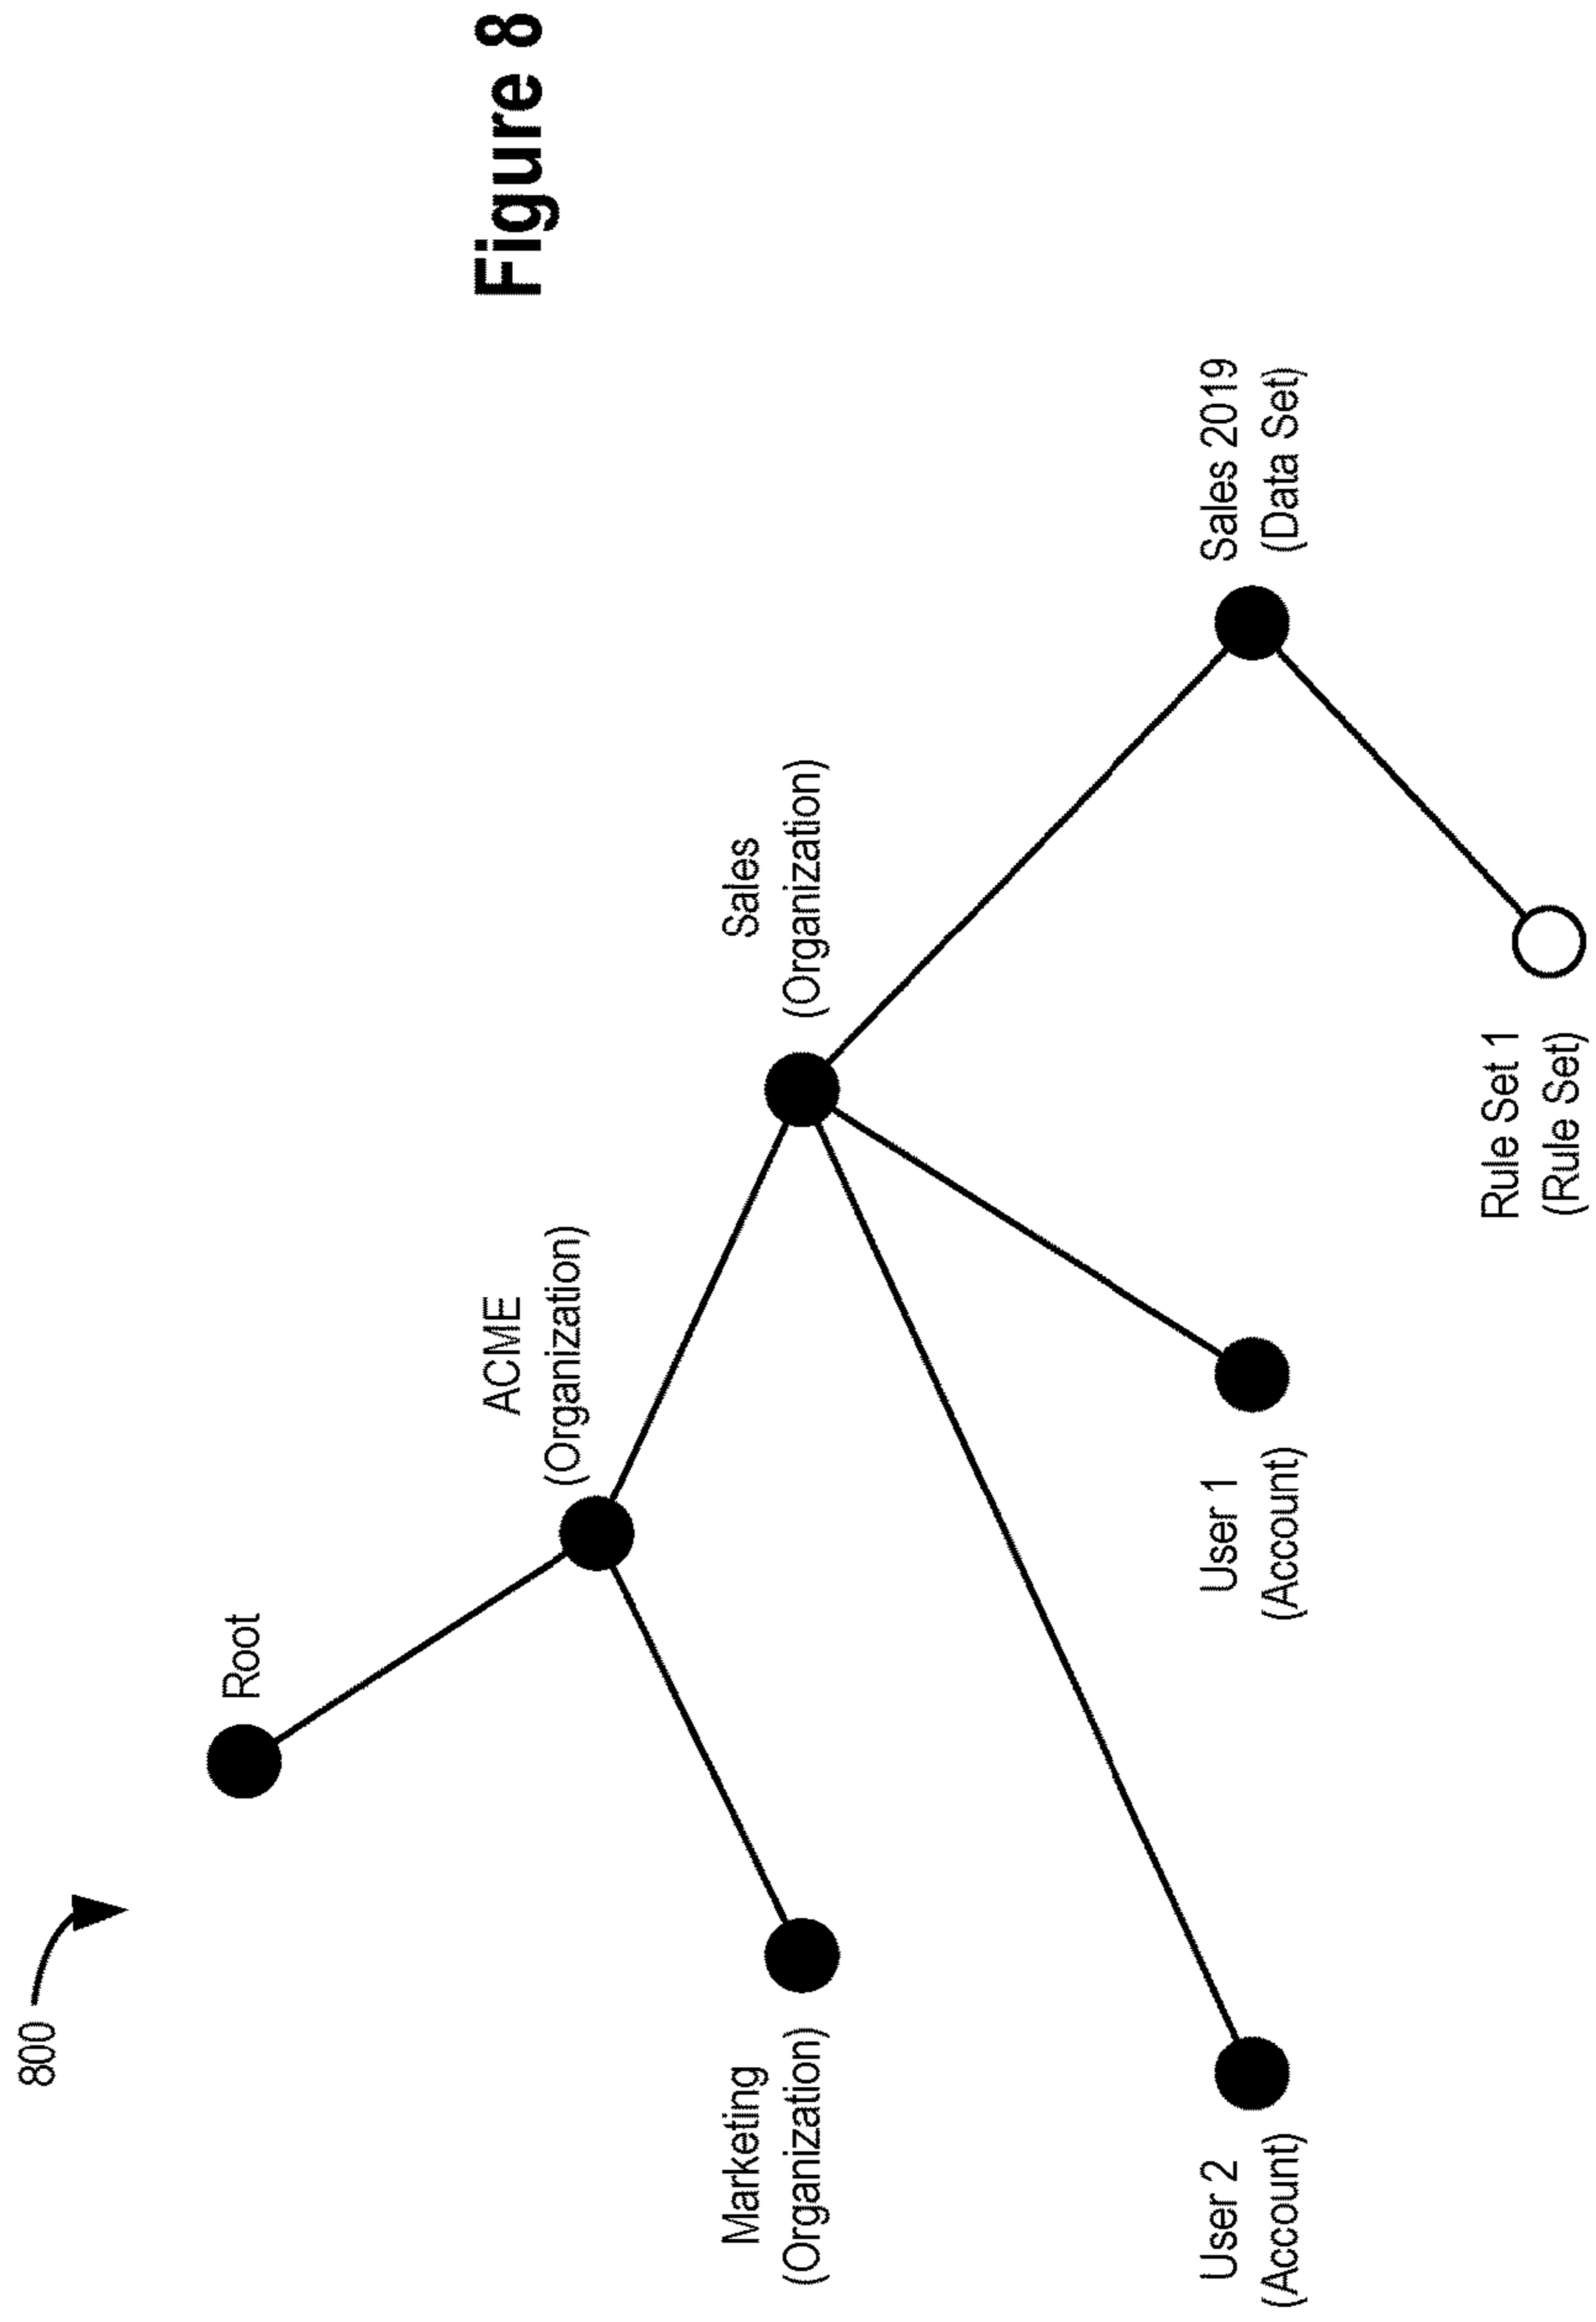 800
Root
ACME
(Organization)
Marketing
(Organization)
Sales
(Organization)
User 2
(Account)
User 1
(Account)
Sales 2019
(Data Set)
Rule Set 1
(Rule Set)
Figure 8